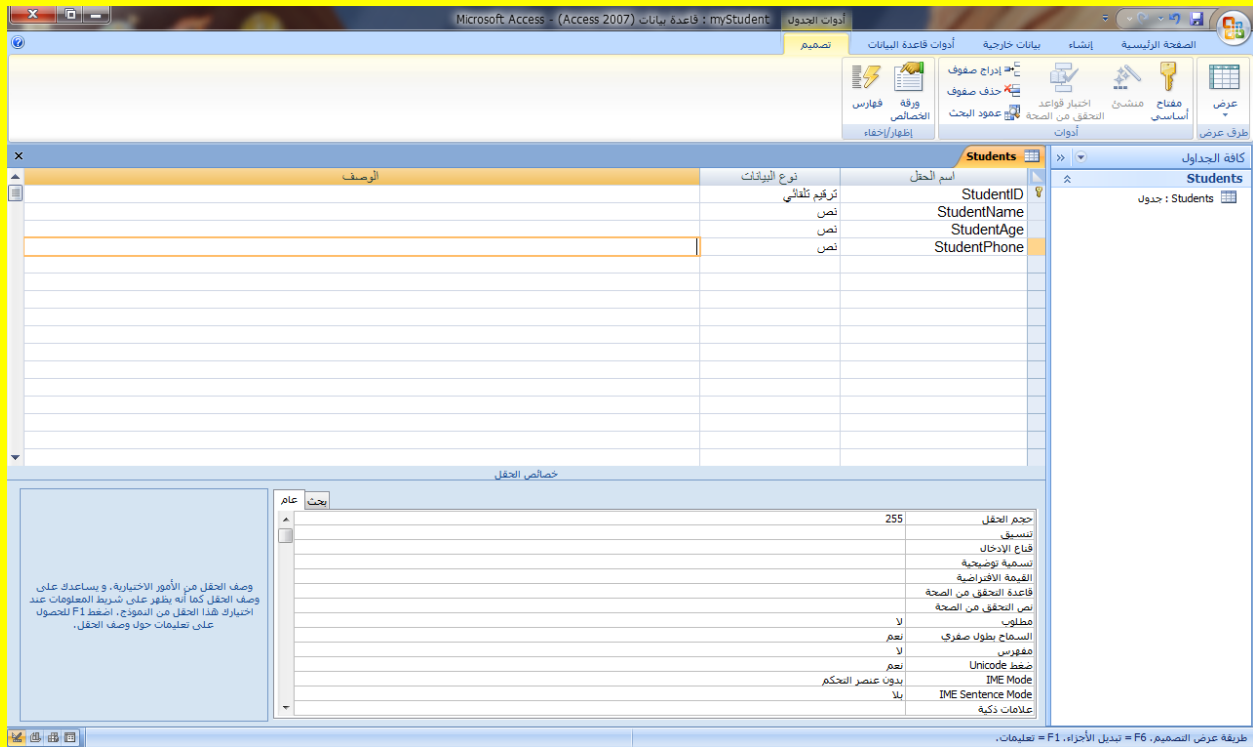 أدوات الجدول
myStudent : قاعدة بيانات (Access 2007) - Microsoft Access
الصفحة الرئيسية إنشاء بيانات خارجية أدوات قاعدة البيانات تصميم
عرض
طرق عرض
مفتاح أساسي
منشئ
اختبار قواعد التحقق من الصحة
إدراج صفوف
حذف صفوف
عمود البحث
أدوات
ورقة الخصائص
فهارس
إظهار/إخفاء
كافة الجداول
Students
Students : جدول
Students
اسم الحقل نوع البيانات الوصف
StudentID ترقيم تلقائي
StudentName نص
StudentAge نص
StudentPhone نص
خصائص الحقل
بحث عام
حجم الحقل 255
تنسيق
قناع الإدخال
تسمية توضيحية
القيمة الافتراضية
قاعدة التحقق من الصحة
نص التحقق من الصحة
مطلوب لا
السماح بطول صفري نعم
مفهرس لا
ضغط Unicode نعم
IME Mode بدون عنصر التحكم
IME Sentence Mode بلا
علامات ذكية
وصف الحقل من الأمور الاختيارية، و يساعدك على
وصف الحقل كما أنه يظهر على شريط المعلومات عند
اختيارك هذا الحقل من النموذج. اضغط F1 للحصول
على تعليمات حول وصف الحقل.
طريقة عرض التصميم. F6 = تبديل الأجزاء. F1 = تعليمات.